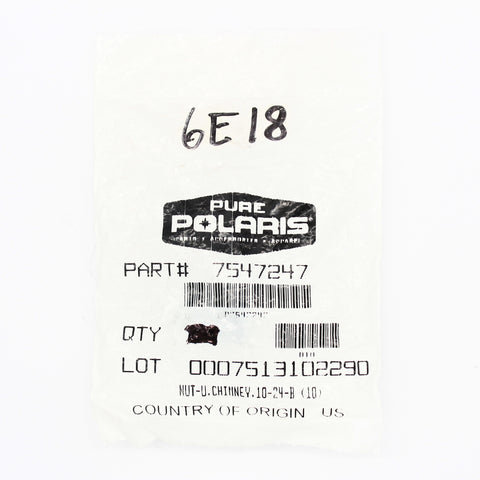 6E18
PURE
POLARIS
PARTS • ACCESSORIES • APPAREL
PART# 7547247
QTY
LOT 0007513102290
NUT-U.CHIMNEY.10-24-B (10)
COUNTRY OF ORIGIN US